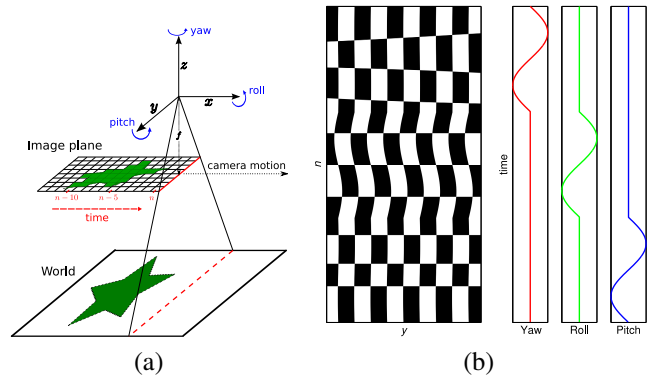 yaw
z
roll
y
x
pitch
f
Image plane
camera motion
n−10
n−5
n
time
World
(a)
n
y
time
Yaw
Roll
Pitch
(b)